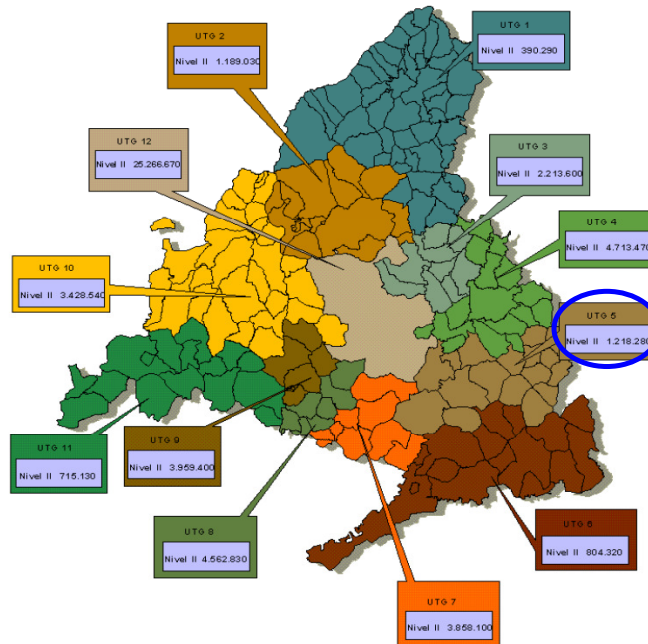 UTG 1
Nivel II 390.290
UTG 2
Nivel II 1.189.030
UTG 12
Nivel II 25.266.670
UTG 3
Nivel II 2.213.600
UTG 4
Nivel II 4.713.470
UTG 10
Nivel II 3.428.540
UTG 5
Nivel II 1.218.280
UTG 11
Nivel II 715.130
UTG 9
Nivel II 3.959.400
UTG 8
Nivel II 4.562.830
UTG 6
Nivel II 804.320
UTG 7
Nivel II 3.858.100